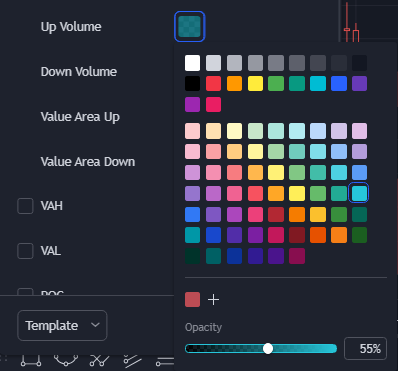 Up Volume
Down Volume
Value Area Up
Value Area Down
VAH
VAL
POC
Template
Opacity
55%